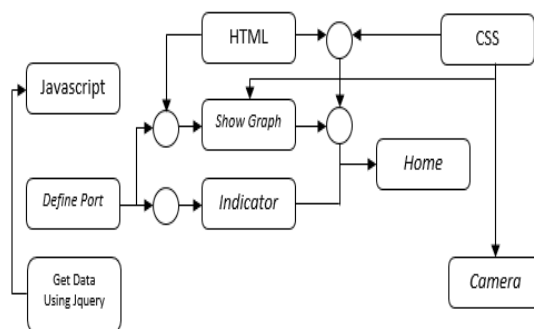 HTML
CSS
Javascript
Show Graph
Home
Define Port
Indicator
Get Data
Using Jquery
Camera